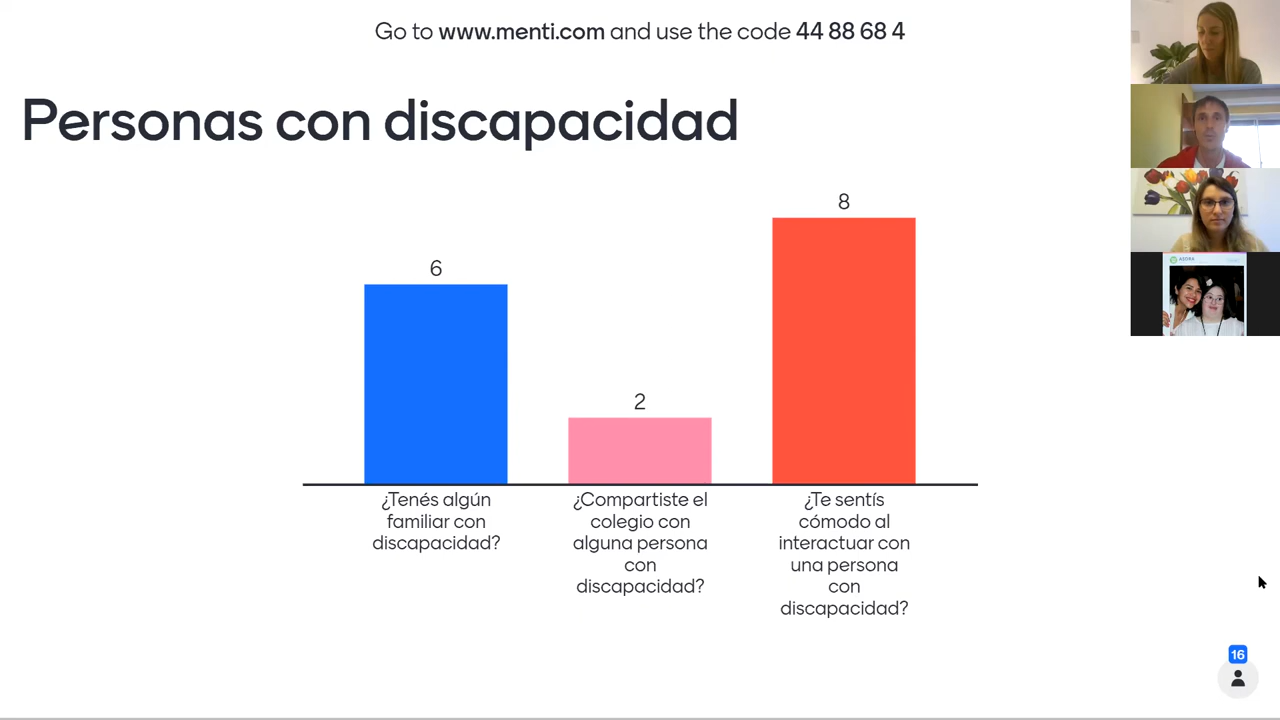 Go to www.menti.com and use the code 44 88 68 4
Personas con discapacidad
6
2
8
¿Tenés algún
familiar con
discapacidad?
¿Compartiste el
colegio con
alguna persona
con
discapacidad?
¿Te sentís
cómodo al
interactuar con
una persona
con
discapacidad?
16